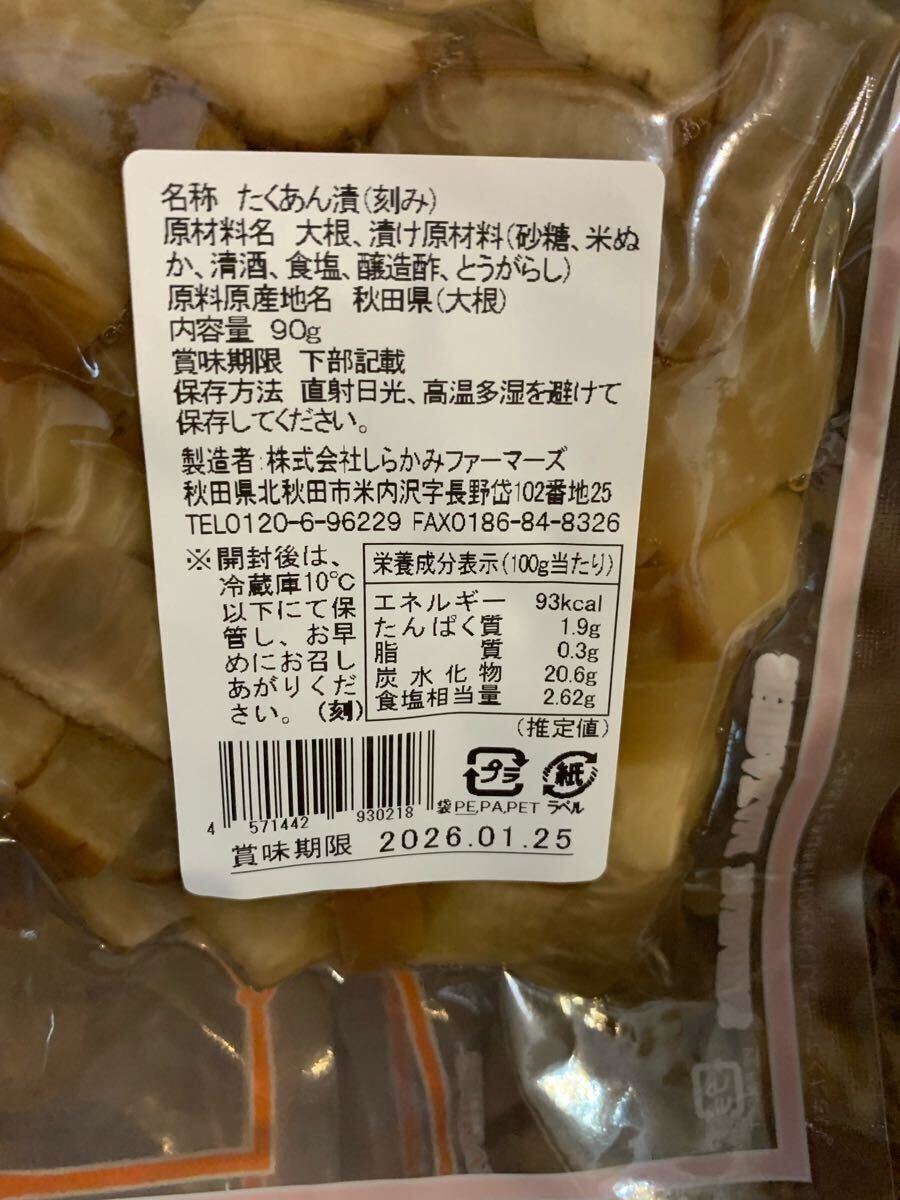 名称 たくあん漬(刻み)
原材料名 大根、漬け原材料(砂糖、米ぬ
か、清酒、食塩、醸造酢、とうがらし)
原料原産地名 秋田県(大根)
内容量 90g
賞味期限 下部記載
保存方法 直射日光、高温多湿を避けて
保存してください。
製造者:株式会社しらかみファーマーズ
秋田県北秋田市米内沢字長野岱102番地25
TEL0120-6-96229 FAX0186-84-8326
※開封後は、
冷蔵庫10℃
以下にて保
管し、お早
めにお召し
あがりくだ
さい。(刻)
栄養成分表示(100g当たり)
エネルギー 93kcal
たんぱく質 1.9g
脂質 0.3g
炭水化物 20.6g
食塩相当量 2.62g
(推定値)
プラ 紙
袋PE,PA,PET ラベル
4 571442 930218
賞味期限 2026.01.25